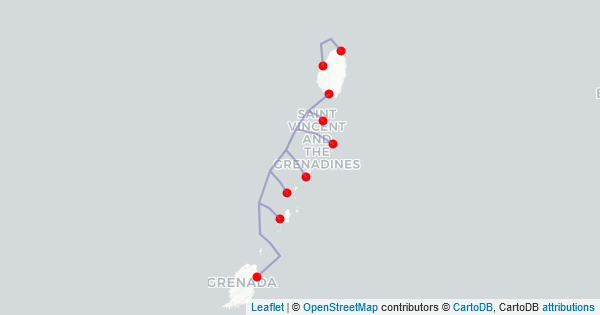 SAINT
VINCENT
AND
THE
GRENADINES
GRENADA
Leaflet | © OpenStreetMap contributors © CartoDB, CartoDB attributions